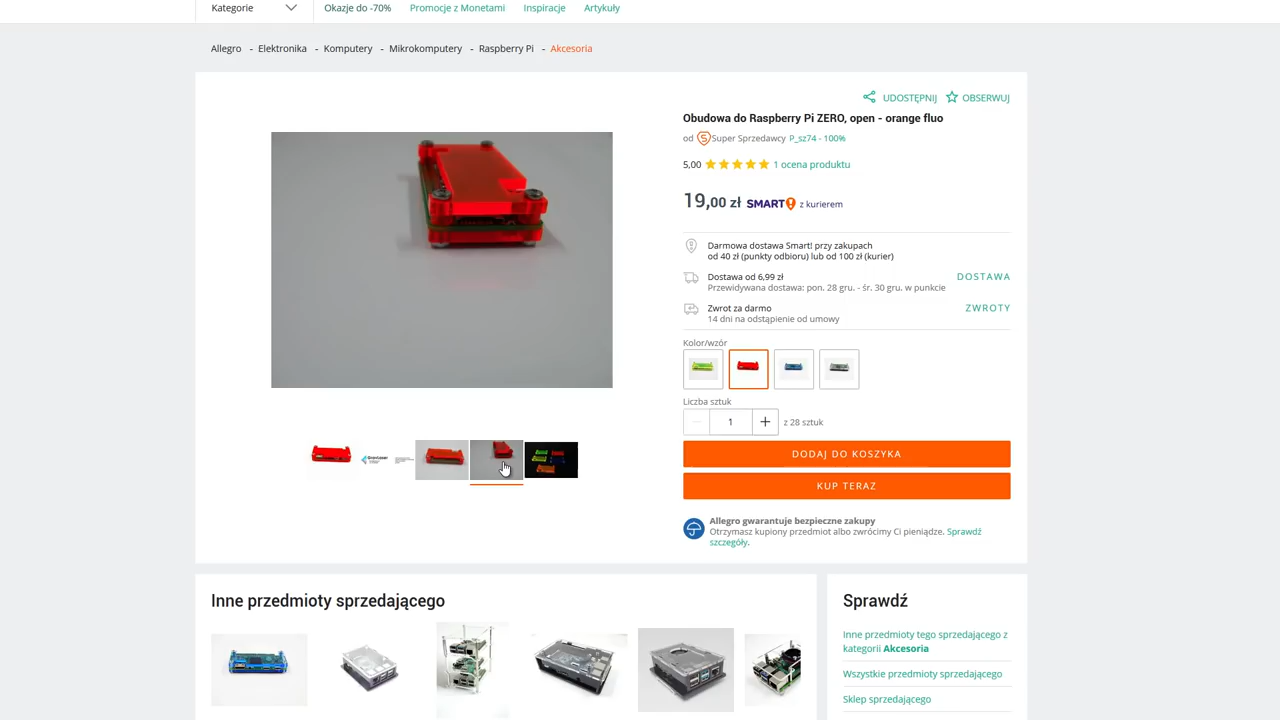 Kategorie
Okazje do -70%
Promocje z Monetami
Inspiracje
Artykuły
Allegro - Elektronika - Komputery - Mikrokomputery - Raspberry Pi - Akcesoria
UDOSTĘPNIJ
OBSERWUJ
Obudowa do Raspberry Pi ZERO, open - orange fluo
od Super Sprzedawcy P_sz74 - 100%
5,00 1 ocena produktu
19,00 zł SMART! z kurierem
Darmowa dostawa Smart! przy zakupach
od 40 zł (punkty odbioru) lub od 100 zł (kurier)
Dostawa od 6,99 zł
DOSTAWA
Przewidywana dostawa: pon. 28 gru. - śr. 30 gru. w punkcie
Zwrot za darmo
ZWROTY
14 dni na odstąpienie od umowy
Kolor/wzór
Liczba sztuk
1 z 28 sztuk
DODAJ DO KOSZYKA
KUP TERAZ
Allegro gwarantuje bezpieczne zakupy
Otrzymasz kupiony przedmiot albo zwrócimy Ci pieniądze. Sprawdź
szczegóły.
Inne przedmioty sprzedającego
Sprawdź
Inne przedmioty tego sprzedającego z
kategorii Akcesoria
Wszystkie przedmioty sprzedającego
Sklep sprzedającego